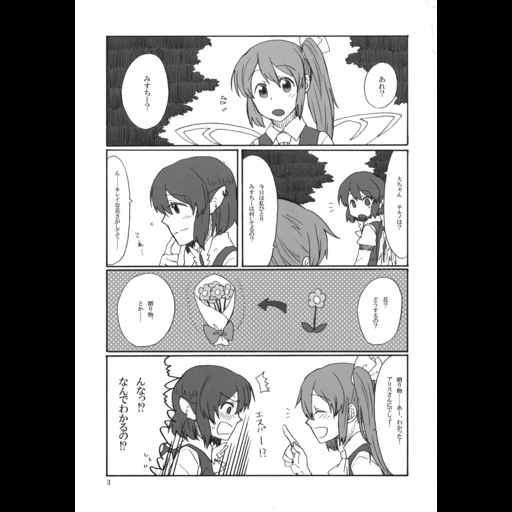 あれ?
みすちー?
大ちゃん
チルノは?
今日は私ひとり
みすちーは何してるの?
ん……キレイな花さがしてて……
花?
どうするの?
贈り物、
とか……
贈り物……あー、わかった!
アリスさんにでしょ!
エスパー!?
んなっ!?
なんでわかるの!?
3